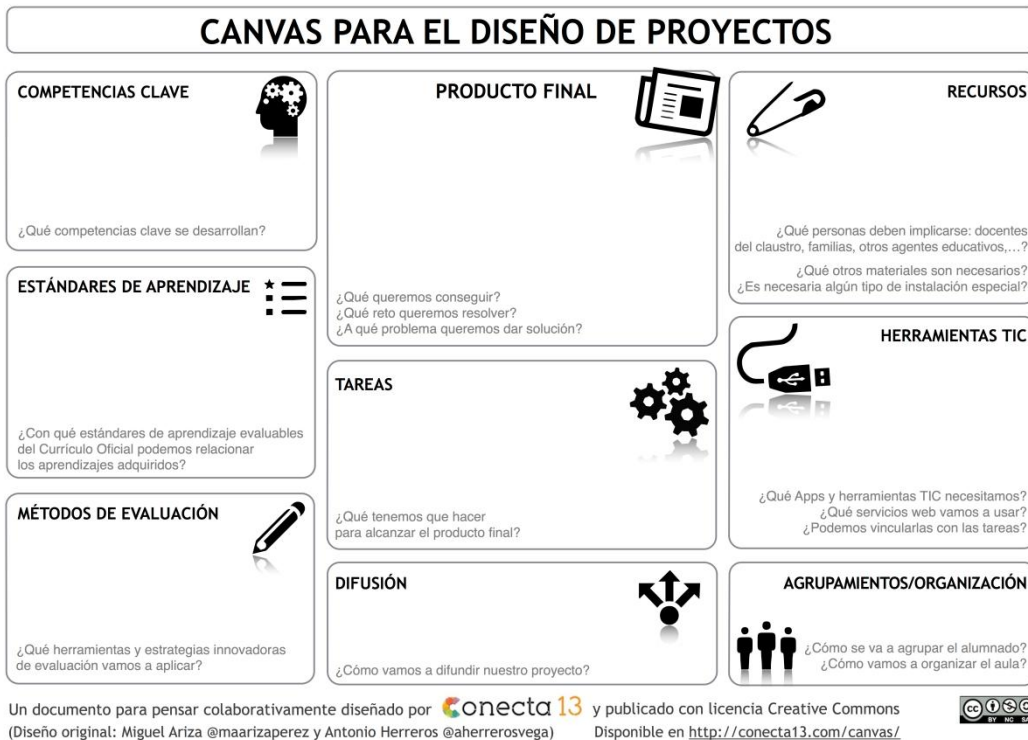 CANVAS PARA EL DISEÑO DE PROYECTOS
COMPETENCIAS CLAVE
¿Qué competencias clave se desarrollan?
ESTÁNDARES DE APRENDIZAJE
¿Con qué estándares de aprendizaje evaluables
del Currículo Oficial podemos relacionar
los aprendizajes adquiridos?
MÉTODOS DE EVALUACIÓN
¿Qué herramientas y estrategias innovadoras
de evaluación vamos a aplicar?
PRODUCTO FINAL
¿Qué queremos conseguir?
¿Qué reto queremos resolver?
¿A qué problema queremos dar solución?
TAREAS
¿Qué tenemos que hacer
para alcanzar el producto final?
DIFUSIÓN
¿Cómo vamos a difundir nuestro proyecto?
RECURSOS
¿Qué personas deben implicarse: docentes
del claustro, familias, otros agentes educativos,...?
¿Qué otros materiales son necesarios?
¿Es necesaria algún tipo de instalación especial?
HERRAMIENTAS TIC
¿Qué Apps y herramientas TIC necesitamos?
¿Qué servicios web vamos a usar?
¿Podemos vincularlas con las tareas?
AGRUPAMIENTOS/ORGANIZACIÓN
¿Cómo se va a agrupar el alumnado?
¿Cómo vamos a organizar el aula?
Un documento para pensar colaborativamente diseñado por Conecta 13 y publicado con licencia Creative Commons
(Diseño original: Miguel Ariza @maarizaperez y Antonio Herreros @aherrerosvega) Disponible en http://conecta13.com/canvas/
cc
BY NC SA